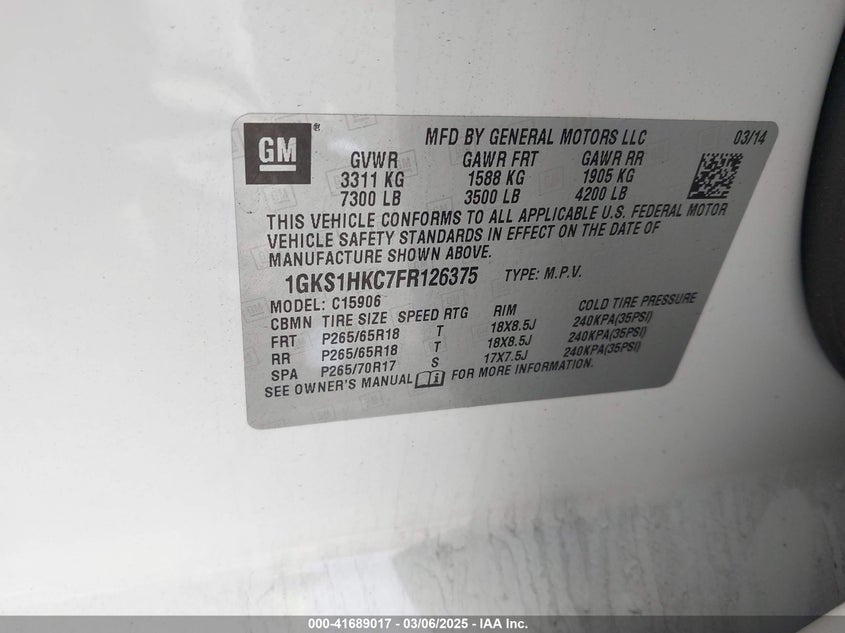 GM
MFD BY GENERAL MOTORS LLC 03/14
GVWR GAWR FRT GAWR RR
3311 KG 1588 KG 1905 KG
7300 LB 3500 LB 4200 LB
THIS VEHICLE CONFORMS TO ALL APPLICABLE U.S. FEDERAL MOTOR
VEHICLE SAFETY STANDARDS IN EFFECT ON THE DATE OF
MANUFACTURE SHOWN ABOVE.
1GKS1HKC7FR126375 TYPE: M.P.V.
MODEL: C15906
CBMN TIRE SIZE SPEED RTG RIM COLD TIRE PRESSURE
FRT P265/65R18 T 18X8.5J 240KPA(35PSI)
RR P265/65R18 T 18X8.5J 240KPA(35PSI)
SPA P265/70R17 S 17X7.5J 240KPA(35PSI)
SEE OWNER'S MANUAL FOR MORE INFORMATION.
000-41689017 - 03/06/2025 - IAA Inc.